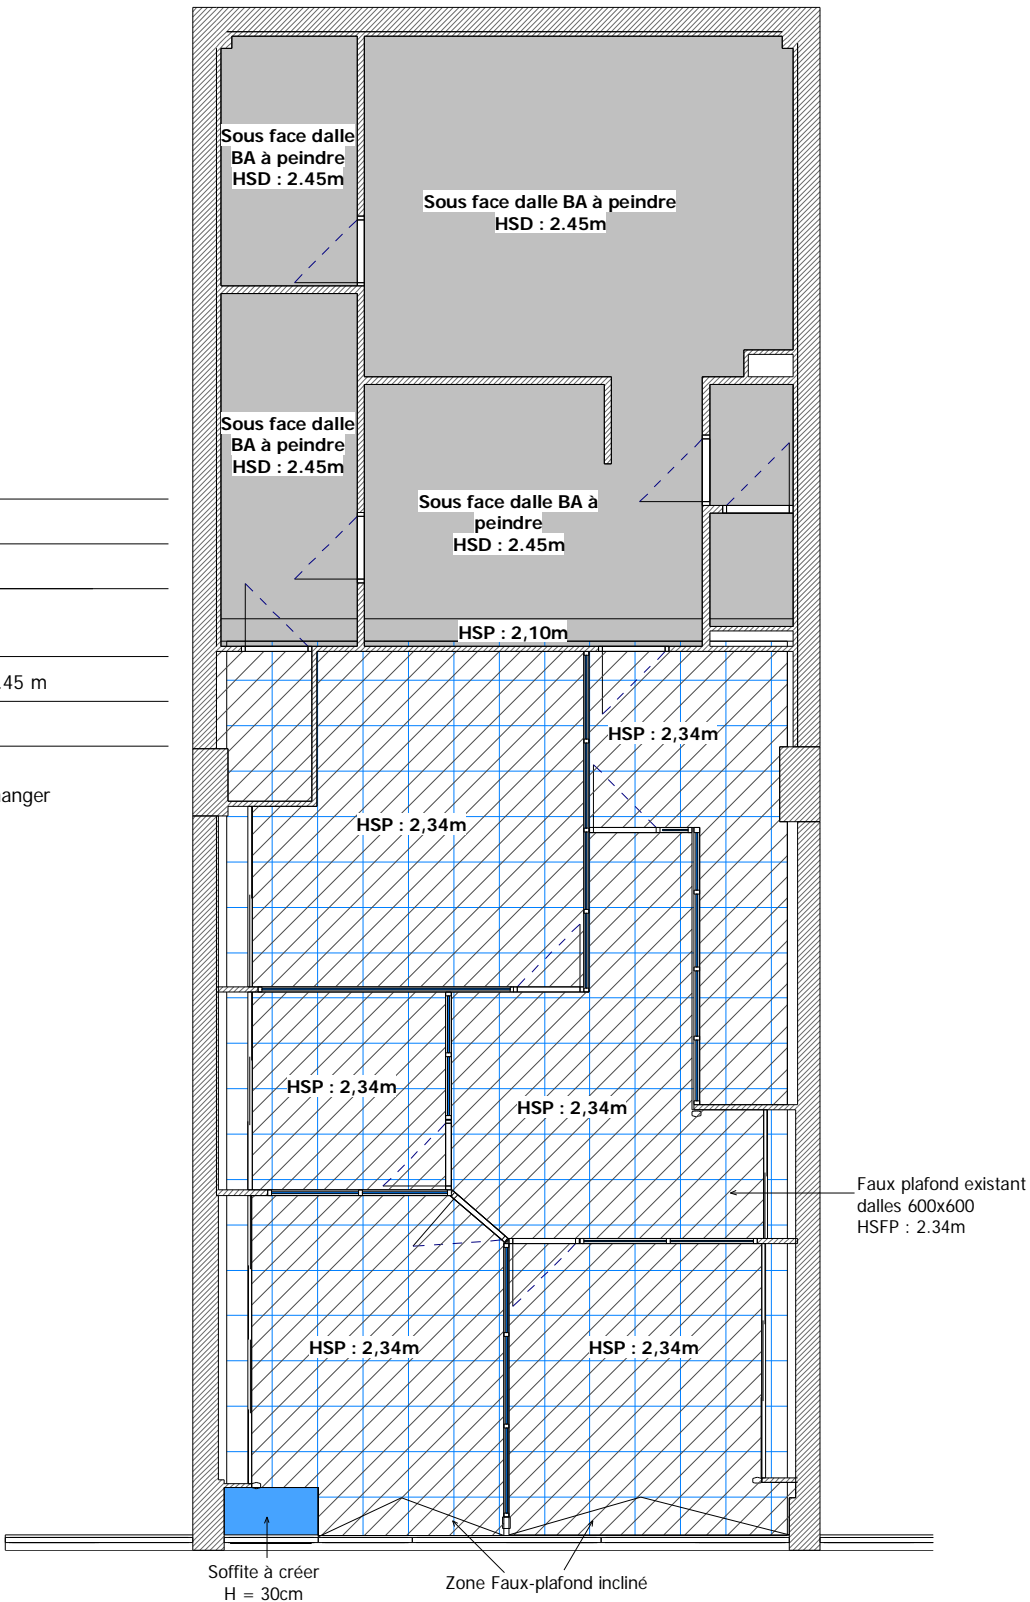 Sous face dalle
BA à peindre
HSD : 2.45m
Sous face dalle BA à peindre
HSD : 2.45m
Sous face dalle
BA à peindre
HSD : 2.45m
Sous face dalle BA à
peindre
HSD : 2.45m
HSP : 2,10m
.45 m
HSP : 2,34m
anger
HSP : 2,34m
HSP : 2,34m
HSP : 2,34m
Faux plafond existant
dalles 600x600
HSFP : 2.34m
HSP : 2,34m
HSP : 2,34m
Soffite à créer
H = 30cm
Zone Faux-plafond incliné